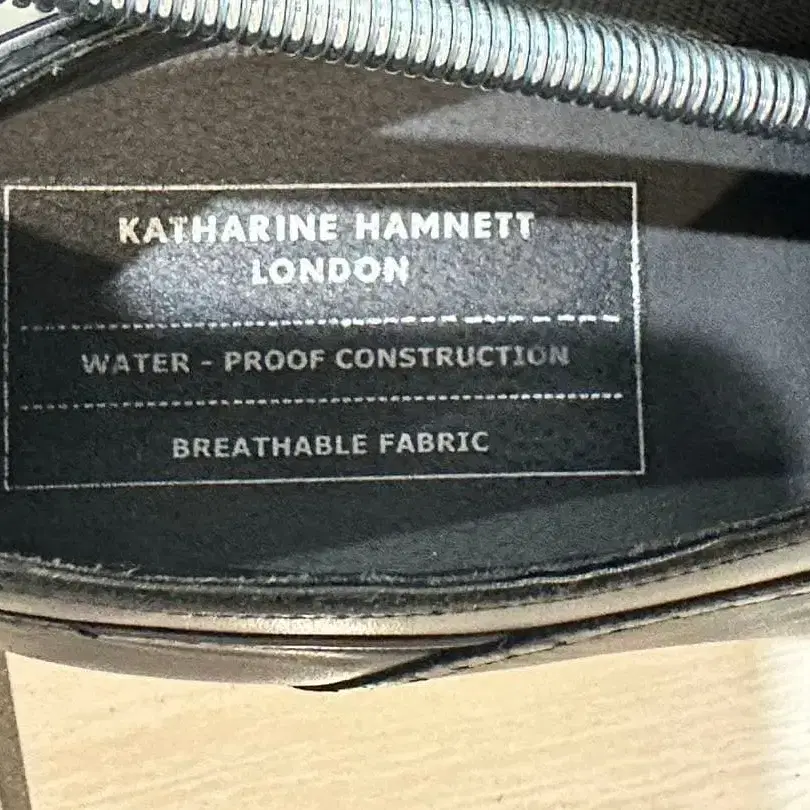 KATHARINE HAMNETT
LONDON
WATER - PROOF CONSTRUCTION
BREATHABLE FABRIC